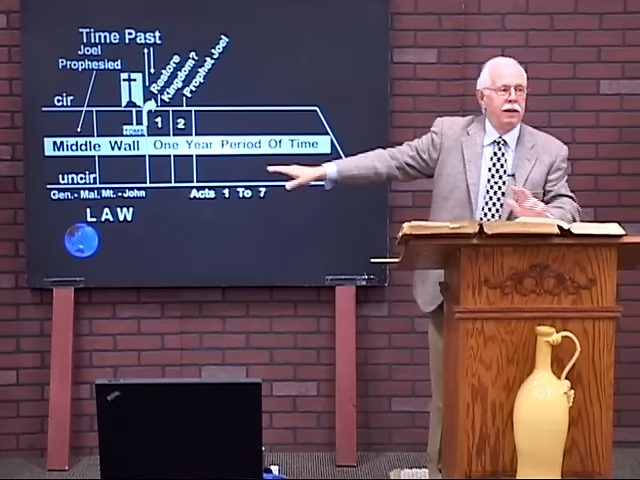 Time Past
Joel
Prophesied
Restore
Kingdom?
Prophet Joel
cir
TOMB
1
2
Middle Wall
One Year Period Of Time
uncir
Gen.- Mal. Mt.- John
Acts 1 To 7
LAW